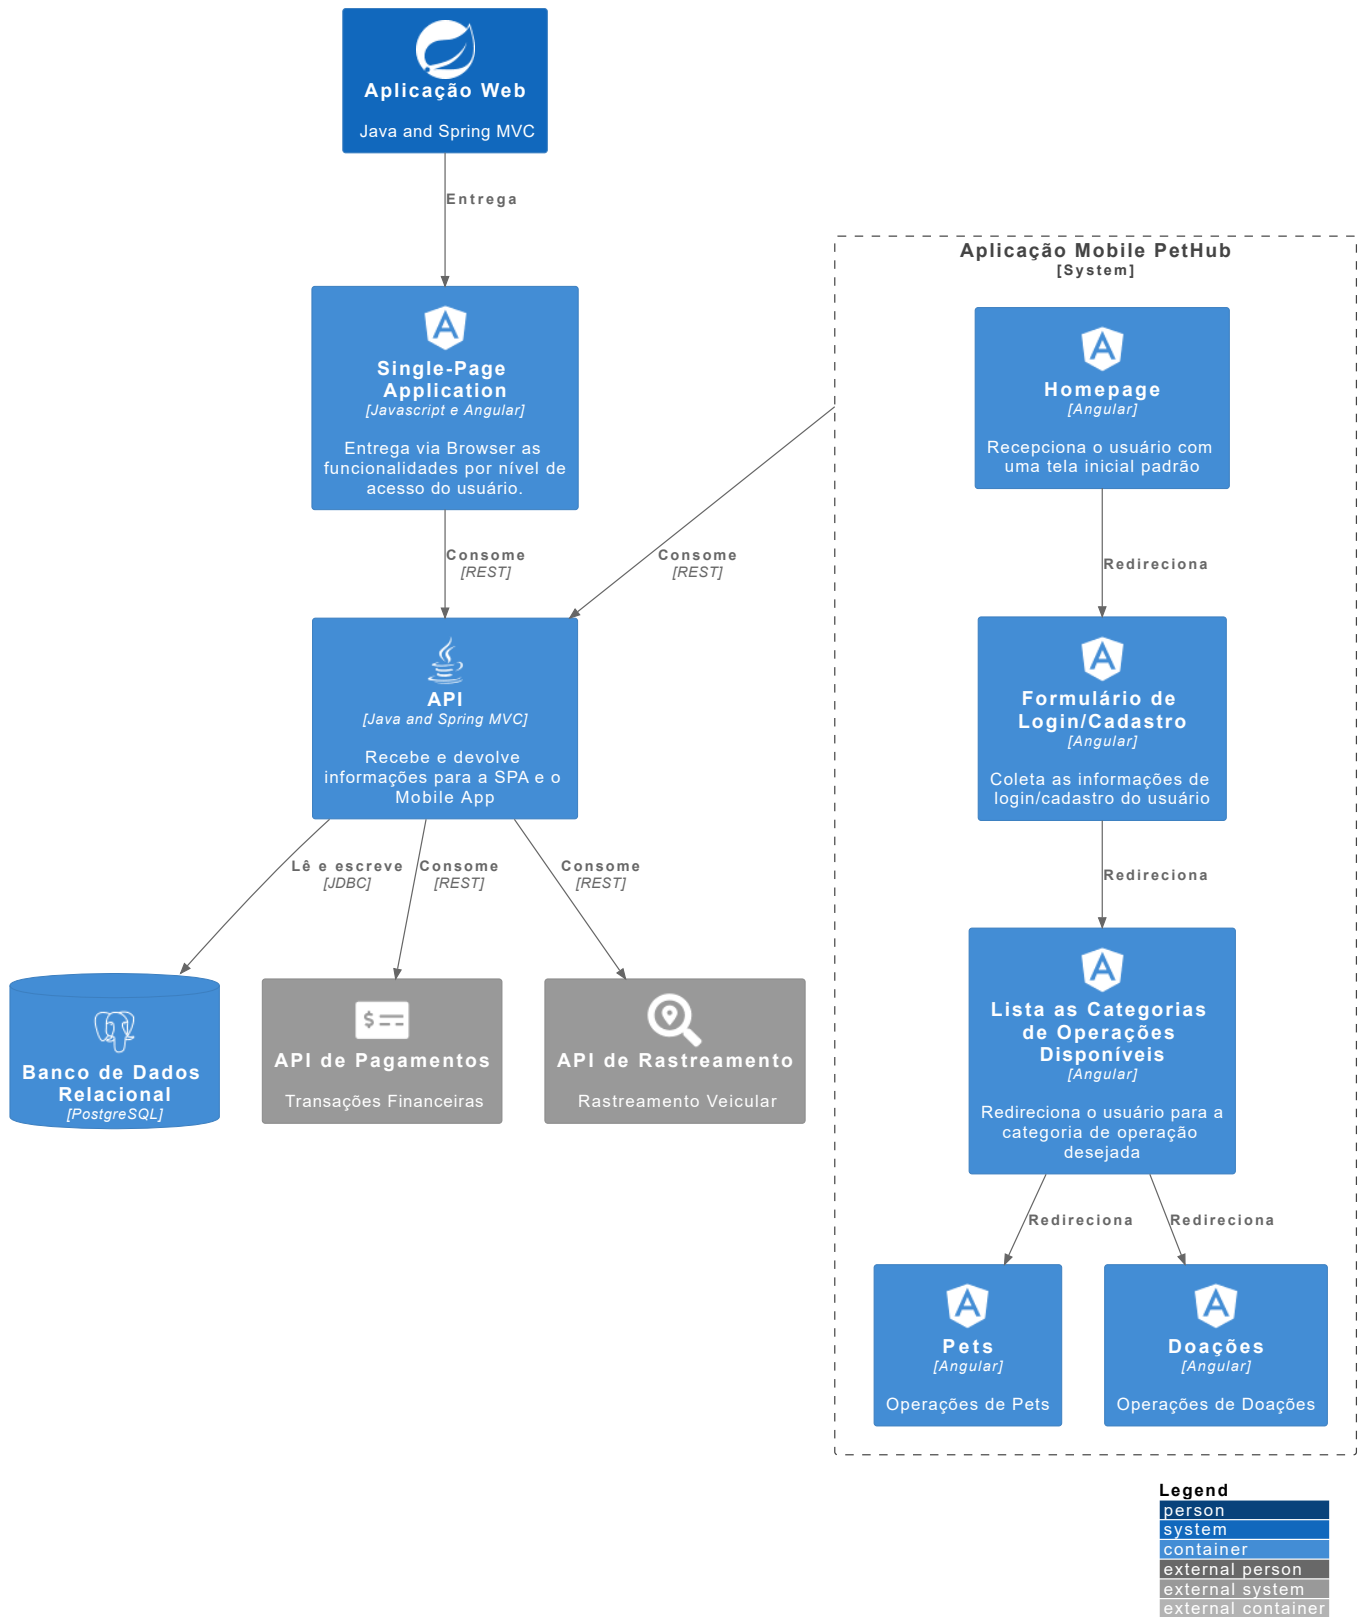 Aplicação Web
Java and Spring MVC
Entrega
Single-Page
Application
[Javascript e Angular]
Entrega via Browser as
funcionalidades por nível de
acesso do usuário.
Consome
[REST]
Consome
[REST]
API
[Java and Spring MVC]
Recebe e devolve
informações para a SPA e o
Mobile App
Lê e escreve
[JDBC]
Consome
[REST]
Consome
[REST]
Banco de Dados
Relacional
[PostgreSQL]
$
API de Pagamentos
Transações Financeiras
API de Rastreamento
Rastreamento Veicular
Aplicação Mobile PetHub
[System]
Homepage
[Angular]
Recepciona o usuário com
uma tela inicial padrão
Redireciona
Formulário de
Login/Cadastro
[Angular]
Coleta as informações de
login/cadastro do usuário
Redireciona
Lista as Categorias
de Operações
Disponíveis
[Angular]
Redireciona o usuário para a
categoria de operação
desejada
Redireciona
Redireciona
Pets
[Angular]
Operações de Pets
Doações
[Angular]
Operações de Doações
Legend
person
system
container
external person
external system
external container